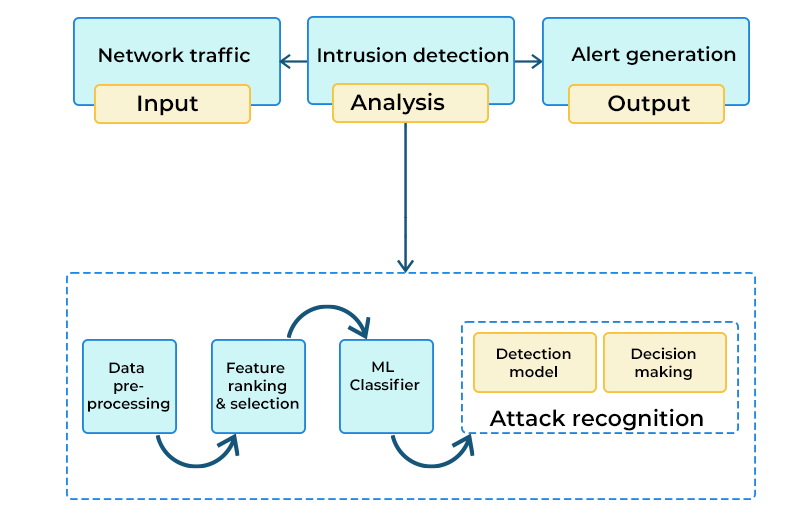 Network traffic
Input
Intrusion detection
Analysis
Alert generation
Output
Data
pre-
processing
Feature
ranking
& selection
ML
Classifier
Detection
model
Decision
making
Attack recognition